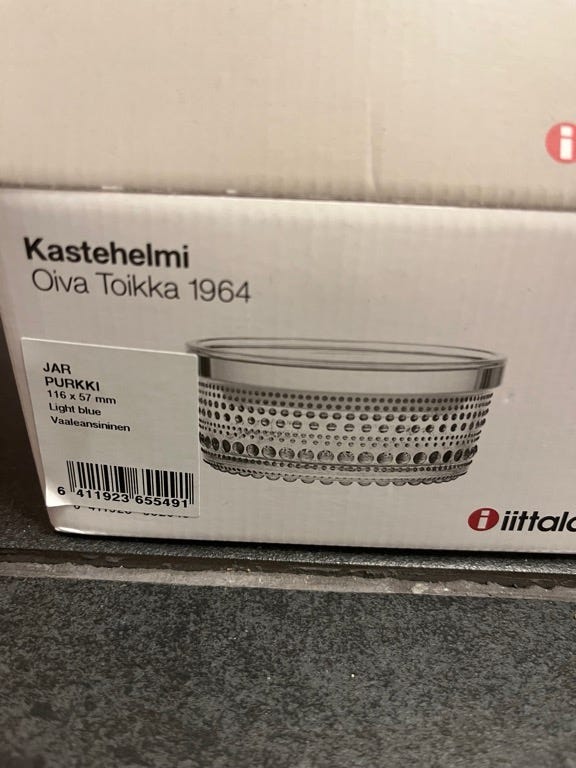 Kastehelmi
Oiva Toikka 1964
JAR
PURKKI
116 x 57 mm
Light blue
Vaaleansininen
6 411923 655491
iittala